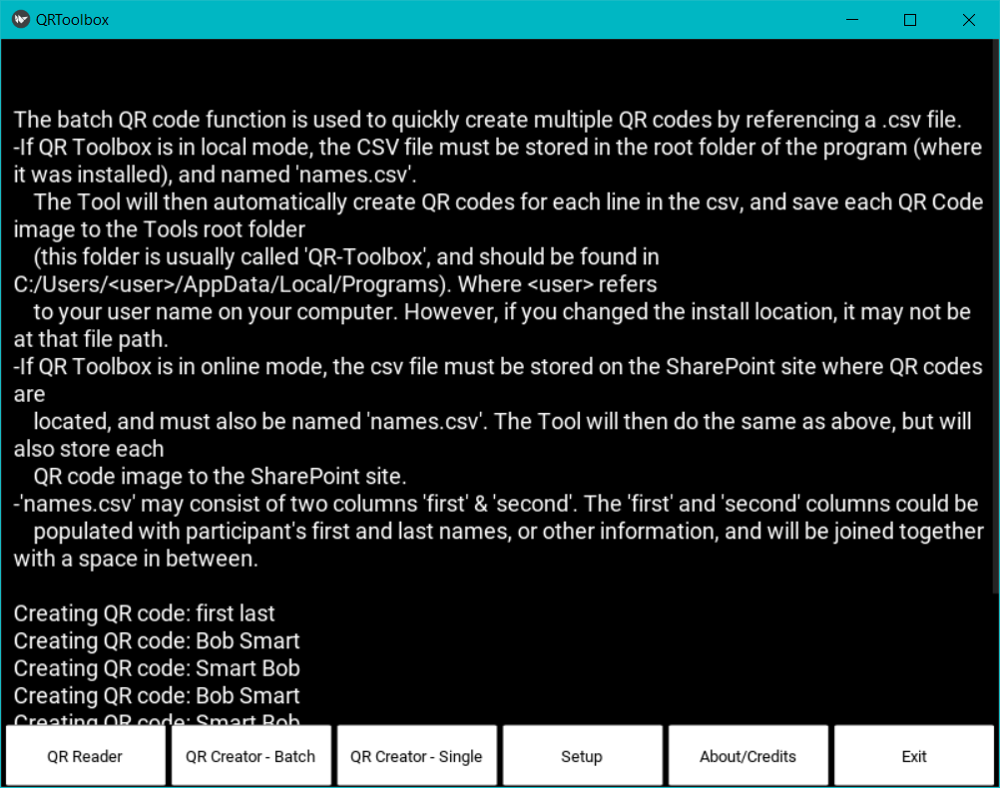 QRToolbox
The batch QR code function is used to quickly create multiple QR codes by referencing a .csv file.
-If QR Toolbox is in local mode, the CSV file must be stored in the root folder of the program (where
it was installed), and named 'names.csv'.
The Tool will then automatically create QR codes for each line in the csv, and save each QR Code
image to the Tools root folder
(this folder is usually called 'QR-Toolbox', and should be found in
C:/Users/<user>/AppData/Local/Programs). Where <user> refers
to your user name on your computer. However, if you changed the install location, it may not be
at that file path.
-If QR Toolbox is in online mode, the csv file must be stored on the SharePoint site where QR codes
are
located, and must also be named 'names.csv'. The Tool will then do the same as above, but will
also store each
QR code image to the SharePoint site.
-'names.csv' may consist of two columns 'first' & 'second'. The 'first' and 'second' columns could be
populated with participant's first and last names, or other information, and will be joined together
with a space in between.
Creating QR code: first last
Creating QR code: Bob Smart
Creating QR code: Smart Bob
Creating QR code: Bob Smart
Creating QR code: Smart Bob
QR Reader
QR Creator - Batch
QR Creator - Single
Setup
About/Credits
Exit